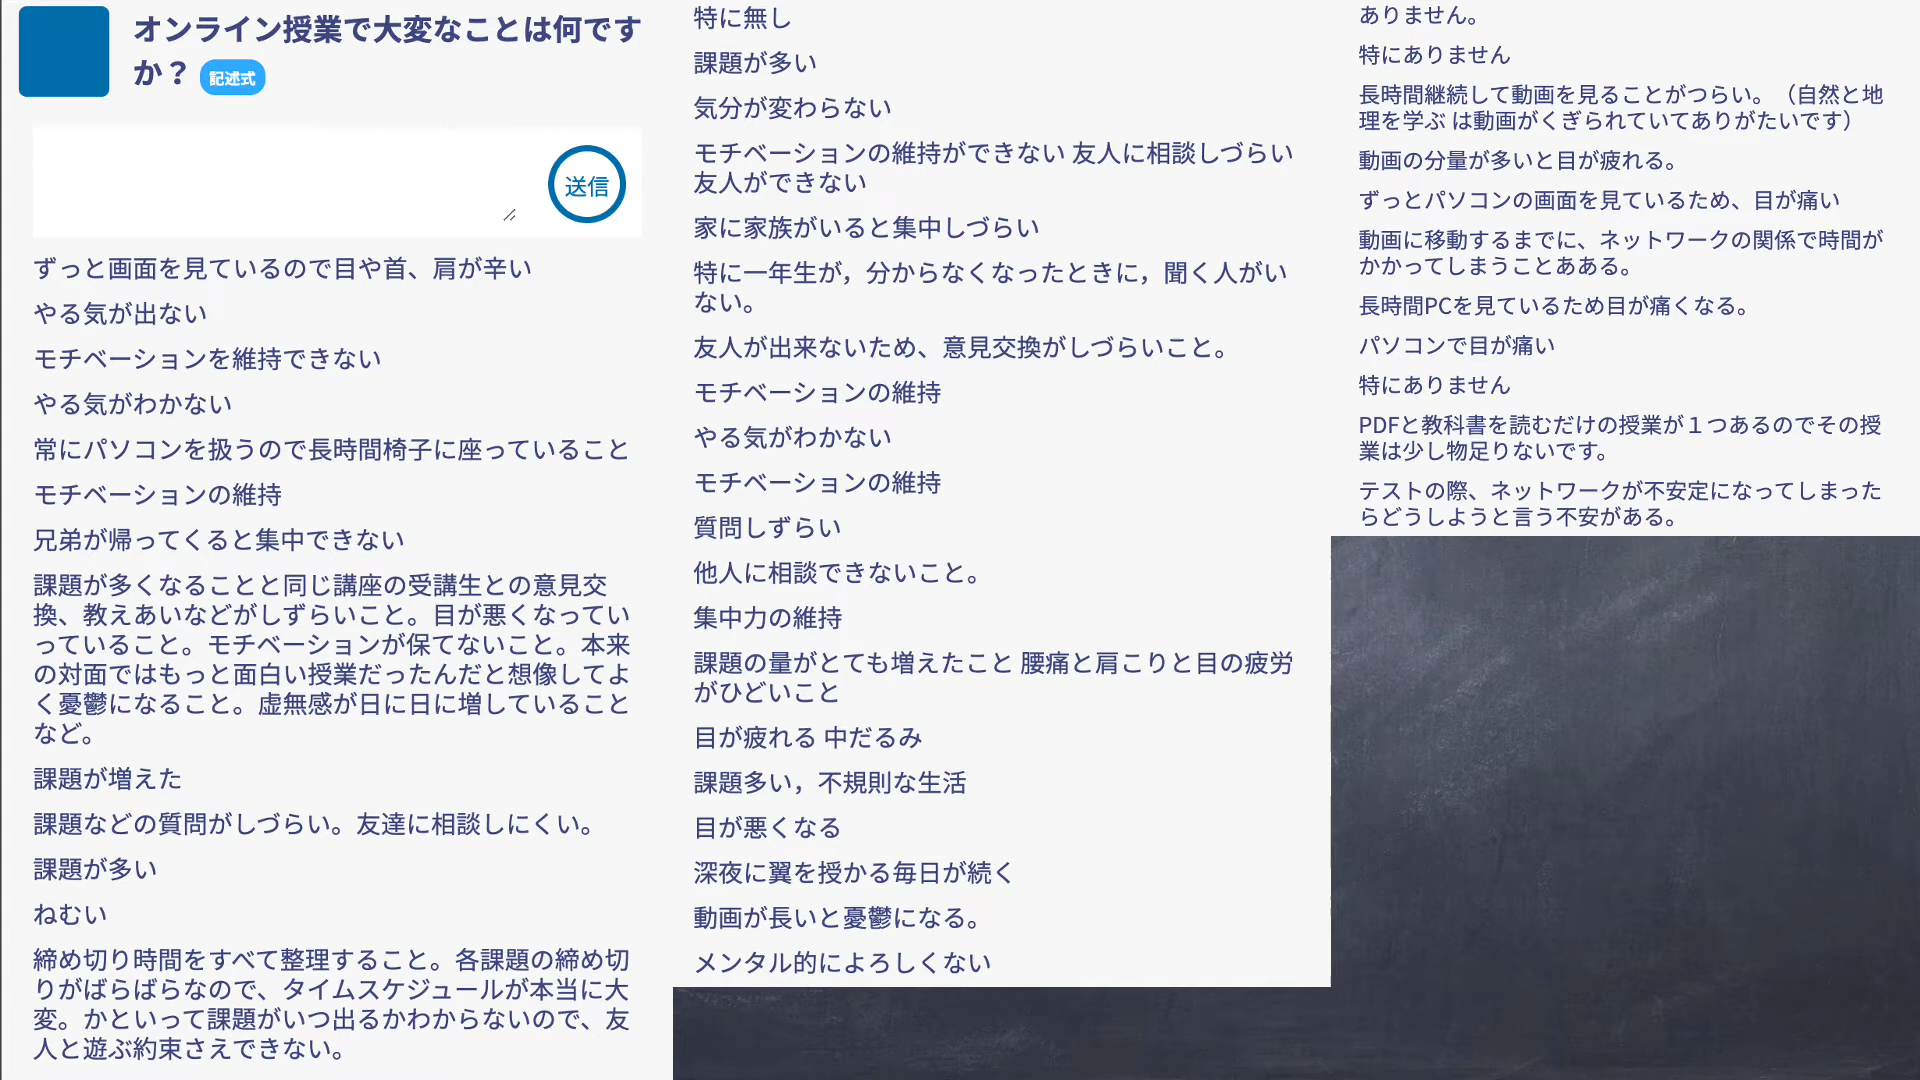 オンライン授業で大変なことは何です
か？ 記述式
送信
ずっと画面を見ているので目や首、肩が辛い
やる気が出ない
モチベーションを維持できない
やる気がわかない
常にパソコンを扱うので長時間椅子に座っていること
モチベーションの維持
兄弟が帰ってくると集中できない
課題が多くなることと同じ講座の受講生との意見交
換、教えあいなどがしずらいこと。目が悪くなってい
っていること。モチベーションが保てないこと。本来
の対面ではもっと面白い授業だったんだと想像してよ
く憂鬱になること。虚無感が日に日に増していること
など。
課題が増えた
課題などの質問がしづらい。友達に相談しにくい。
課題が多い
ねむい
締め切り時間をすべて整理すること。各課題の締め切
りがばらばらなので、タイムスケジュールが本当に大
変。かといって課題がいつ出るかわからないので、友
人と遊ぶ約束さえできない。
特に無し
課題が多い
気分が変わらない
モチベーションの維持ができない 友人に相談しづらい
友人ができない
家に家族がいると集中しづらい
特に一年生が，分からなくなったときに，聞く人がい
ない。
友人が出来ないため、意見交換がしづらいこと。
モチベーションの維持
やる気がわかない
モチベーションの維持
質問しずらい
他人に相談できないこと。
集中力の維持
課題の量がとても増えたこと 腰痛と肩こりと目の疲労
がひどいこと
目が疲れる 中だるみ
課題多い，不規則な生活
目が悪くなる
深夜に翼を授かる毎日が続く
動画が長いと憂鬱になる。
メンタル的によろしくない
ありません。
特にありません
長時間継続して動画を見ることがつらい。（自然と地
理を学ぶ は動画がくぎられていてありがたいです）
動画の分量が多いと目が疲れる。
ずっとパソコンの画面を見ているため、目が痛い
動画に移動するまでに、ネットワークの関係で時間が
かかってしまうことあある。
長時間PCを見ているため目が痛くなる。
パソコンで目が痛い
特にありません
PDFと教科書を読むだけの授業が１つあるのでその授
業は少し物足りないです。
テストの際、ネットワークが不安定になってしまった
らどうしようと言う不安がある。